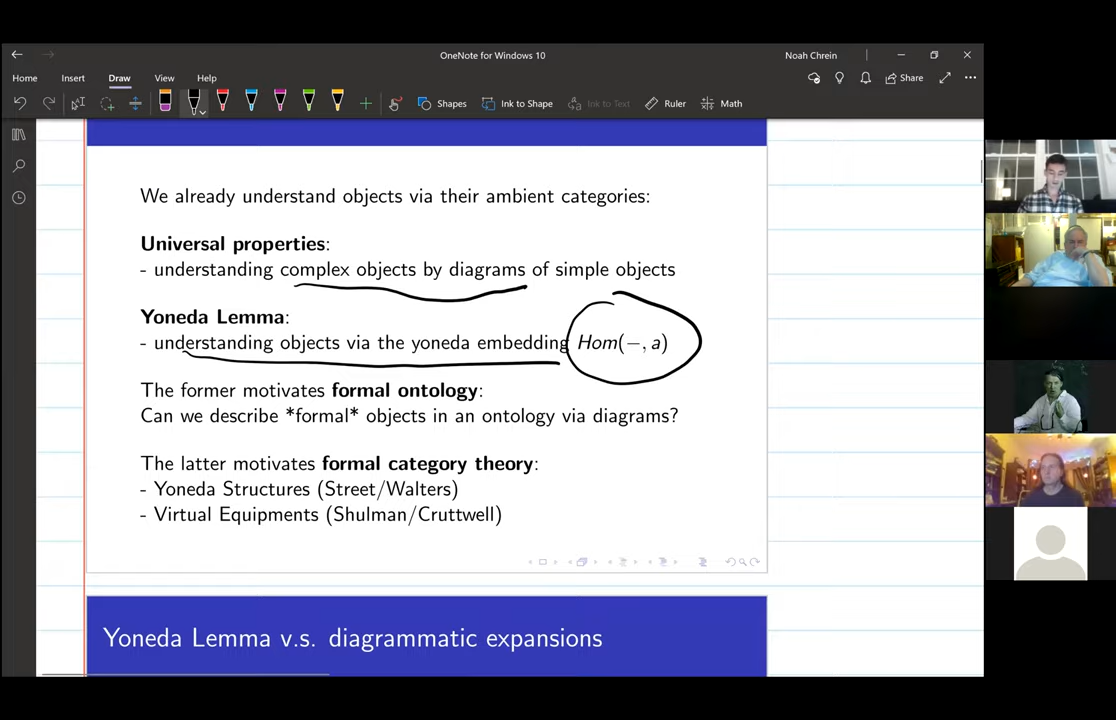 OneNote for Windows 10
Noah Chrein
Home Insert Draw View Help
Share
Shapes Ink to Shape Ink to Text Ruler Math
We already understand objects via their ambient categories:
Universal properties:
- understanding complex objects by diagrams of simple objects
Yoneda Lemma:
- understanding objects via the yoneda embedding Hom(−, a)
The former motivates formal ontology:
Can we describe *formal* objects in an ontology via diagrams?
The latter motivates formal category theory:
- Yoneda Structures (Street/Walters)
- Virtual Equipments (Shulman/Cruttwell)
Yoneda Lemma v.s. diagrammatic expansions